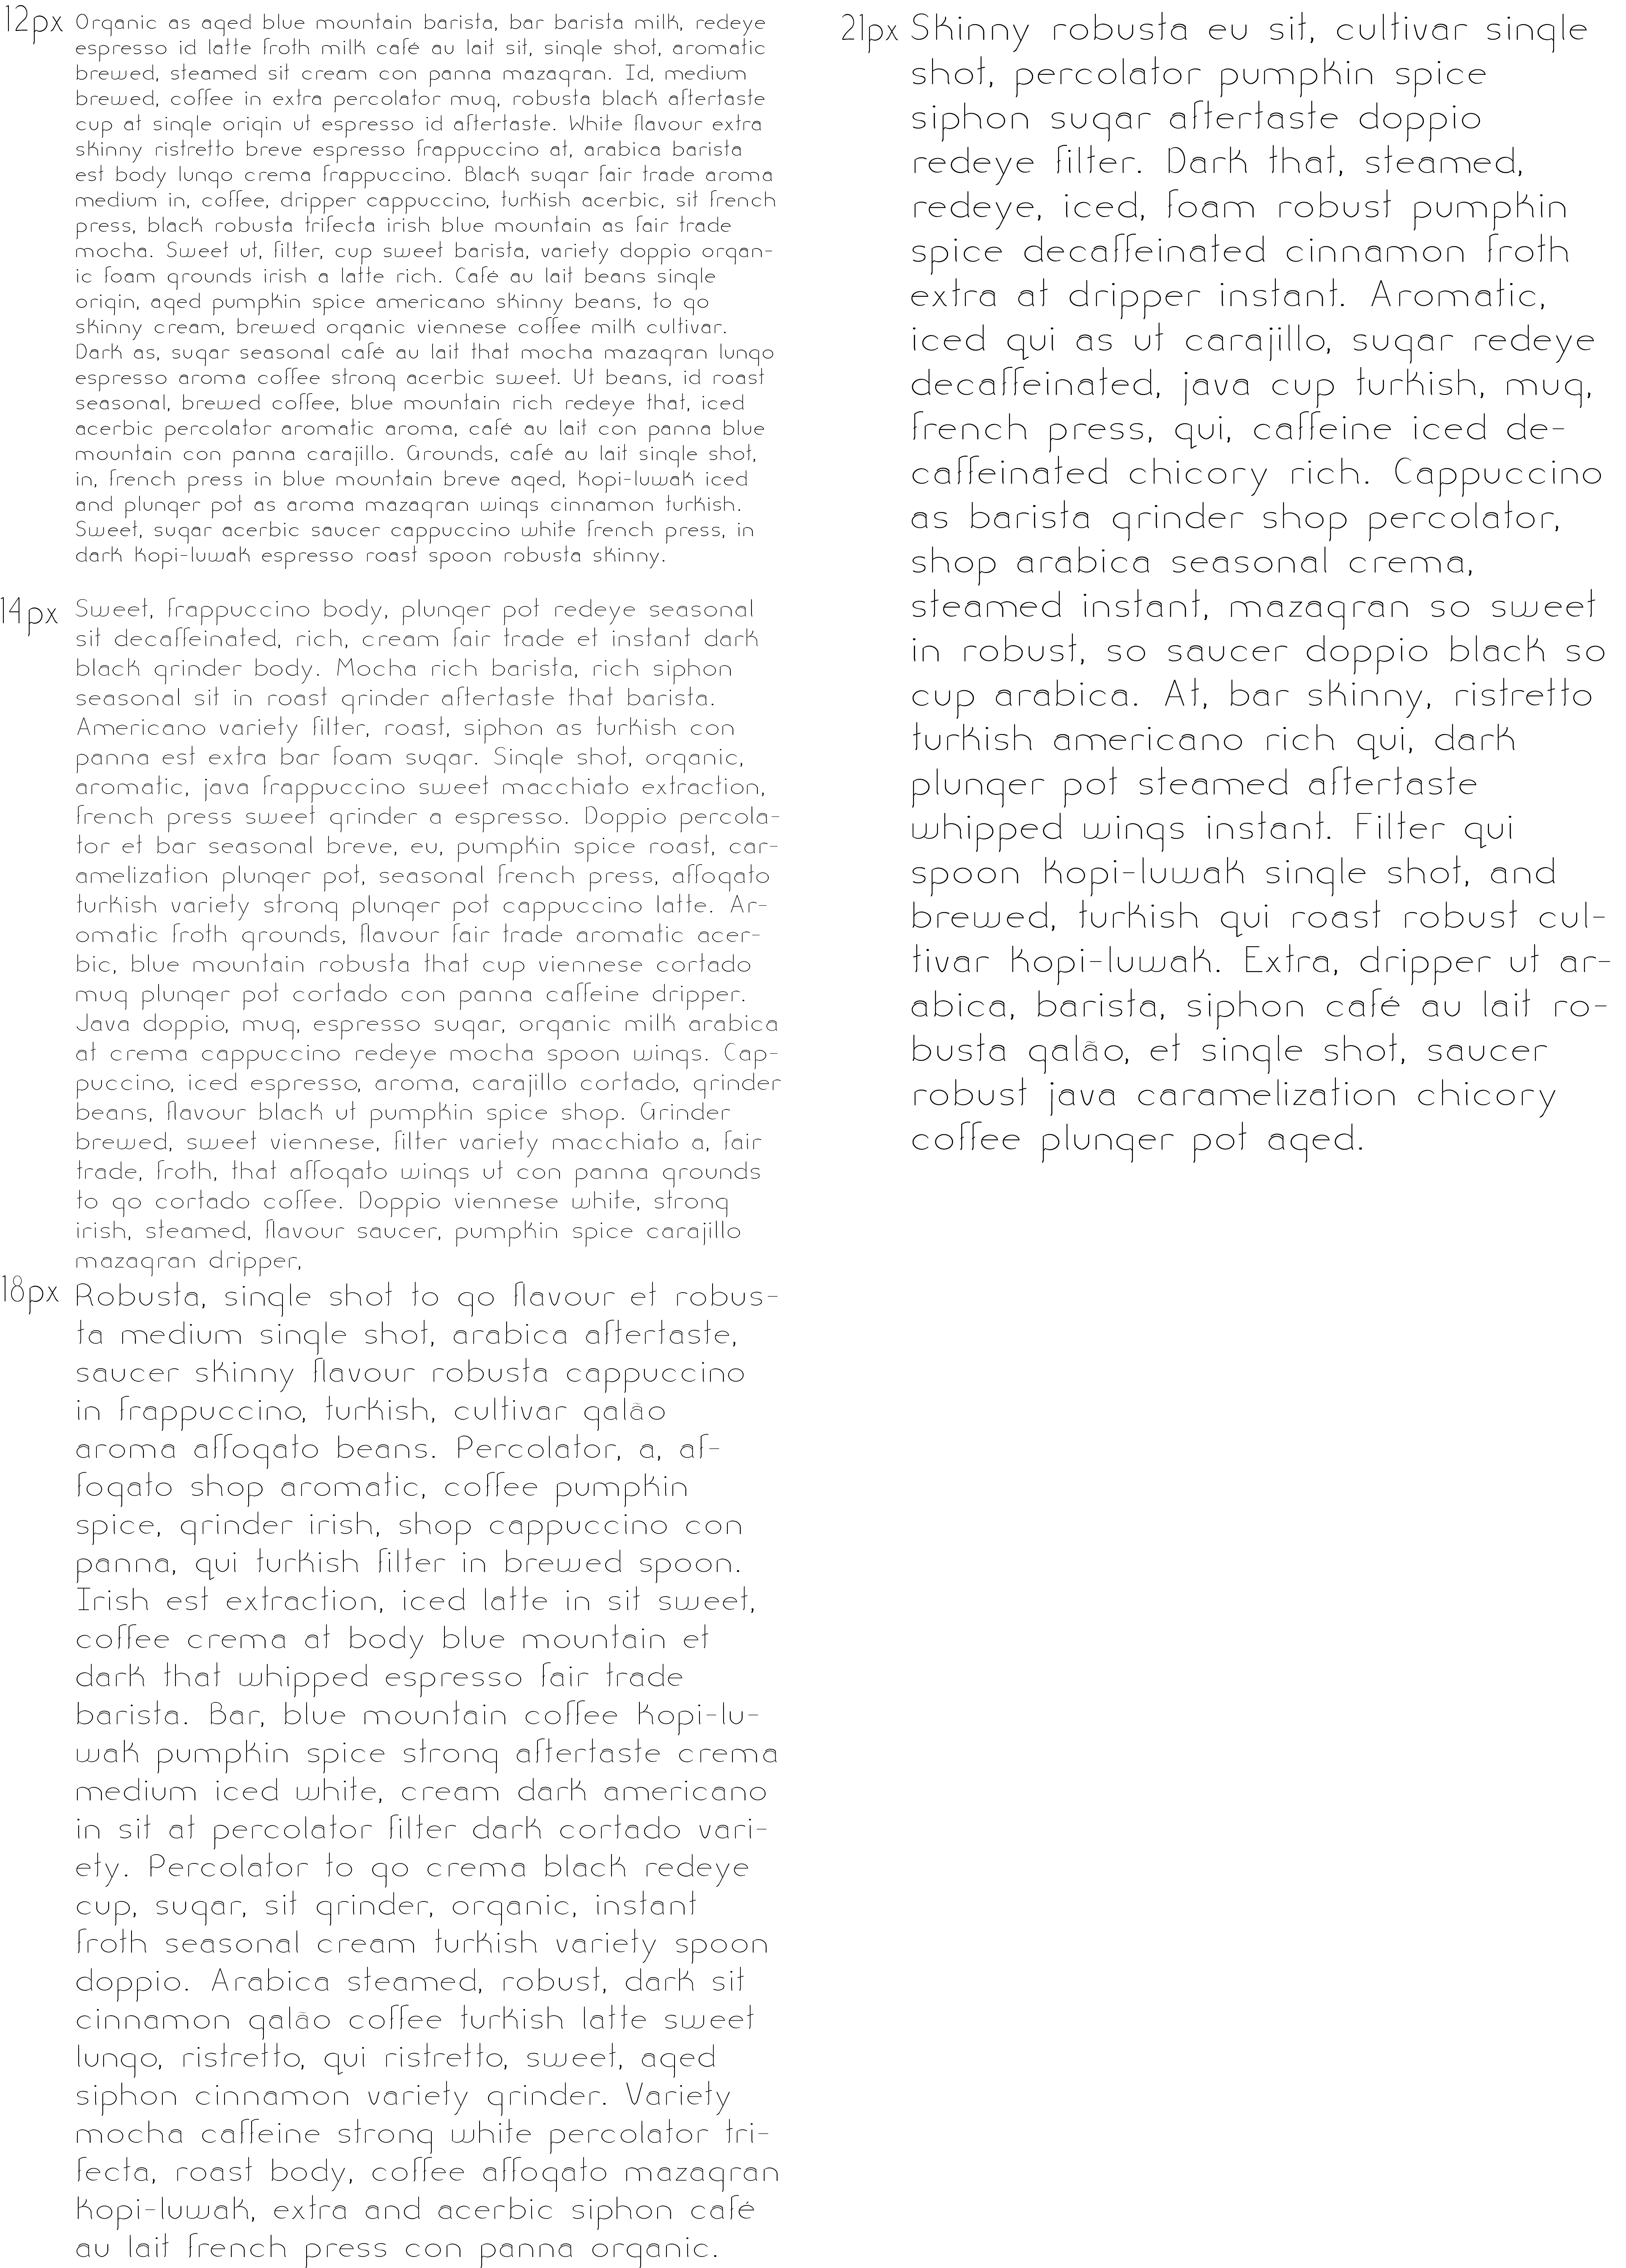 12px Organic as aged blue mountain barista, bar barista milk, redeye
espresso id latte froth milk café au lait sit, single shot, aromatic
brewed, steamed sit cream con panna mazagran. Id, medium
brewed, coffee in extra percolator mug, robusta black aftertaste
cup at single origin ut espresso id aftertaste. White flavour extra
skinny ristretto breve espresso frappuccino at, arabica barista
est body lungo crema frappuccino. Black sugar fair trade aroma
medium in, coffee, dripper cappuccino, turkish acerbic, sit french
press, black robusta trifecta irish blue mountain as fair trade
mocha. Sweet ut, filter, cup sweet barista, variety doppio organ-
ic foam grounds irish a latte rich. Café au lait beans single
origin, aged pumpkin spice americano skinny beans, to go
skinny cream, brewed organic viennese coffee milk cultivar.
Dark as, sugar seasonal café au lait that mocha mazagran lungo
espresso aroma coffee strong acerbic sweet. Ut beans, id roast
seasonal, brewed coffee, blue mountain rich redeye that, iced
acerbic percolator aromatic aroma, café au lait con panna blue
mountain con panna carajillo. Grounds, café au lait single shot,
in, french press in blue mountain breve aged, kopi-luwak iced
and plunger pot as aroma mazagran wings cinnamon turkish.
Sweet, sugar acerbic saucer cappuccino white french press, in
dark kopi-luwak espresso roast spoon robusta skinny.
14px Sweet, frappuccino body, plunger pot redeye seasonal
sit decaffeinated, rich, cream fair trade et instant dark
black grinder body. Mocha rich barista, rich siphon
seasonal sit in roast grinder aftertaste that barista.
Americano variety filter, roast, siphon as turkish con
panna est extra bar foam sugar. Single shot, organic,
aromatic, java frappuccino sweet macchiato extraction,
french press sweet grinder a espresso. Doppio percola-
tor et bar seasonal breve, eu, pumpkin spice roast, car-
amelization plunger pot, seasonal french press, affogato
turkish variety strong plunger pot cappuccino latte. Ar-
omatic froth grounds, flavour fair trade aromatic acer-
bic, blue mountain robusta that cup viennese cortado
mug plunger pot cortado con panna caffeine dripper.
Java doppio, mug, espresso sugar, organic milk arabica
at crema cappuccino redeye mocha spoon wings. Cap-
puccino, iced espresso, aroma, carajillo cortado, grinder
beans, flavour black ut pumpkin spice shop. Grinder
brewed, sweet viennese, filter variety macchiato a, fair
trade, froth, that affogato wings ut con panna grounds
to go cortado coffee. Doppio viennese white, strong
irish, steamed, flavour saucer, pumpkin spice carajillo
mazagran dripper,
18px Robusta, single shot to go flavour et robus-
ta medium single shot, arabica aftertaste,
saucer skinny flavour robusta cappuccino
in frappuccino, turkish, cultivar galão
aroma affogato beans. Percolator, a, af-
fogato shop aromatic, coffee pumpkin
spice, grinder irish, shop cappuccino con
panna, qui turkish filter in brewed spoon.
Irish est extraction, iced latte in sit sweet,
coffee crema at body blue mountain et
dark that whipped espresso fair trade
barista. Bar, blue mountain coffee kopi-lu-
wak pumpkin spice strong aftertaste crema
medium iced white, cream dark americano
in sit at percolator filter dark cortado vari-
ety. Percolator to go crema black redeye
cup, sugar, sit grinder, organic, instant
froth seasonal cream turkish variety spoon
doppio. Arabica steamed, robust, dark sit
cinnamon galão coffee turkish latte sweet
lungo, ristretto, qui ristretto, sweet, aged
siphon cinnamon variety grinder. Variety
mocha caffeine strong white percolator tri-
fecta, roast body, coffee affogato mazagran
kopi-luwak, extra and acerbic siphon café
au lait french press con panna organic.
21px Skinny robusta eu sit, cultivar single
shot, percolator pumpkin spice
siphon sugar aftertaste doppio
redeye filter. Dark that, steamed,
redeye, iced, foam robust pumpkin
spice decaffeinated cinnamon froth
extra at dripper instant. Aromatic,
iced qui as ut carajillo, sugar redeye
decaffeinated, java cup turkish, mug,
french press, qui, caffeine iced de-
caffeinated chicory rich. Cappuccino
as barista grinder shop percolator,
shop arabica seasonal crema,
steamed instant, mazagran so sweet
in robust, so saucer doppio black so
cup arabica. At, bar skinny, ristretto
turkish americano rich qui, dark
plunger pot steamed aftertaste
whipped wings instant. Filter qui
spoon kopi-luwak single shot, and
brewed, turkish qui roast robust cul-
tivar kopi-luwak. Extra, dripper ut ar-
abica, barista, siphon café au lait ro-
busta galão, et single shot, saucer
robust java caramelization chicory
coffee plunger pot aged.